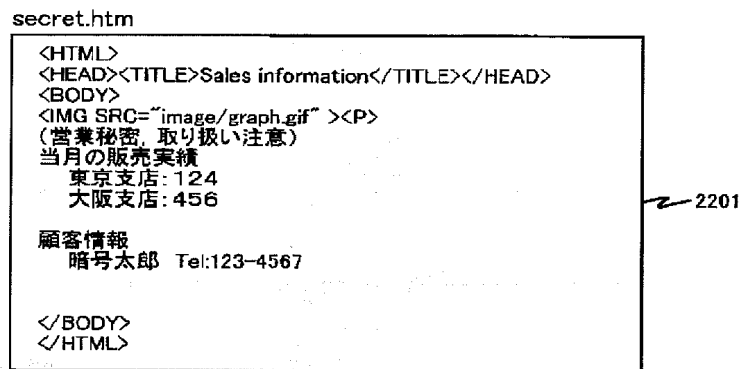 secret.htm
<HTML>
<HEAD><TITLE>Sales information</TITLE></HEAD>
<BODY>
<IMG SRC="image/graph.gif" ><P>
(営業秘密, 取り扱い注意)
当月の販売実績
東京支店:124
大阪支店:456
2201
顧客情報
暗号太郎 Tel:123-4567
</BODY>
</HTML>